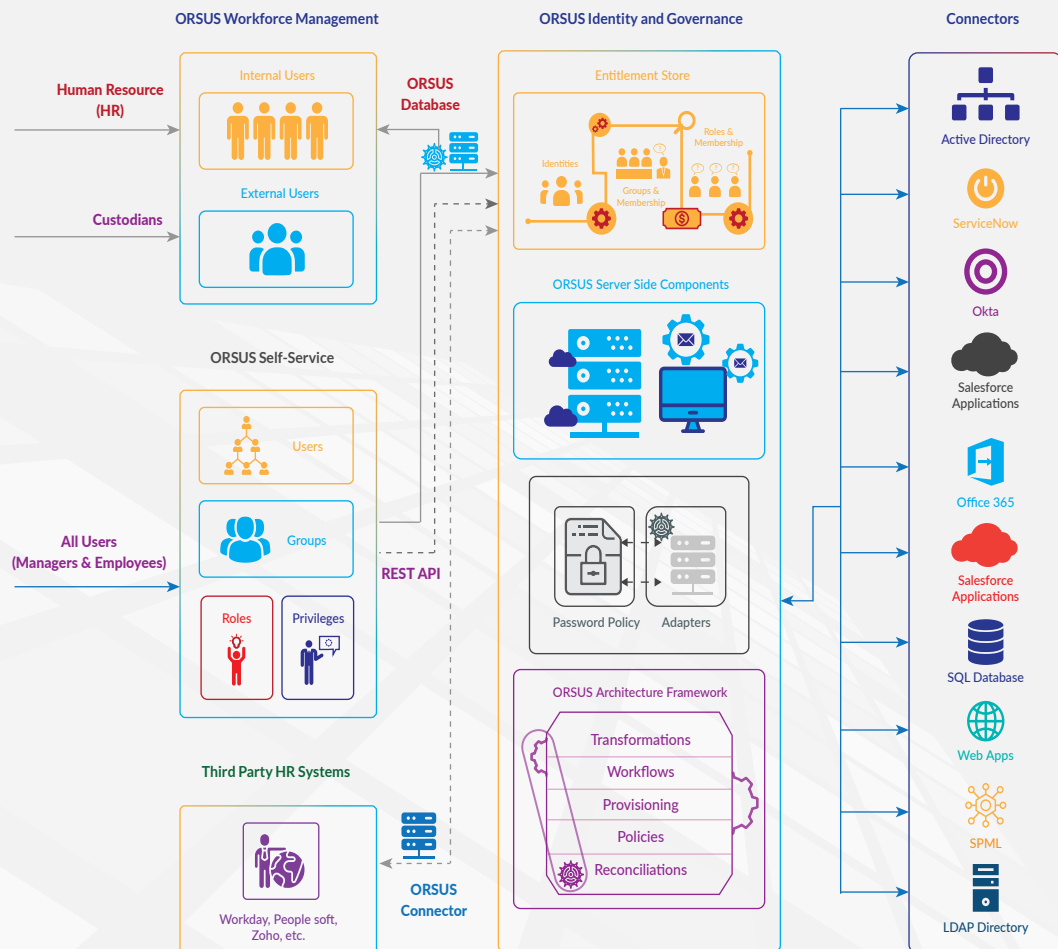 ORSUS Workforce Management
Human Resource
(HR)
Internal Users
External Users
Custodians
ORSUS
Database
ORSUS Self-Service
Users
Groups
Roles
Privileges
All Users
(Managers & Employees)
REST API
Third Party HR Systems
Workday, People soft,
Zoho, etc.
ORSUS
Connector
ORSUS Identity and Governance
Entitlement Store
Identities
Groups &
Membership
Roles &
Membership
ORSUS Server Side Components
Password Policy
Adapters
ORSUS Architecture Framework
Transformations
Workflows
Provisioning
Policies
Reconciliations
Connectors
Active Directory
ServiceNow
Okta
Salesforce
Applications
Office 365
Salesforce
Applications
SQL Database
Web Apps
SPML
LDAP Directory